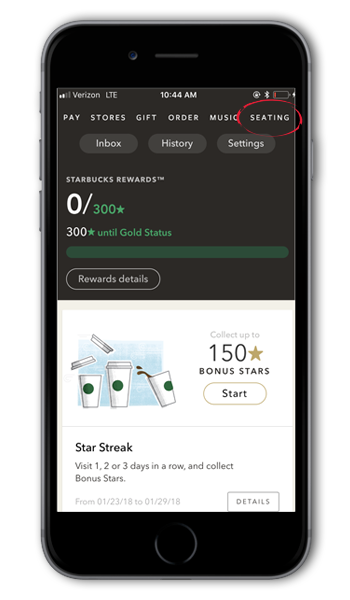 Verizon LTE 10:44 AM
PAY STORES GIFT ORDER MUSIC SEATING
Inbox History Settings
STARBUCKS REWARDS™
0/300★
300★ until Gold Status
Rewards details
Collect up to
150★
BONUS STARS
Start
Star Streak
Visit 1, 2 or 3 days in a row, and collect
Bonus Stars.
From 01/23/18 to 01/29/18 DETAILS